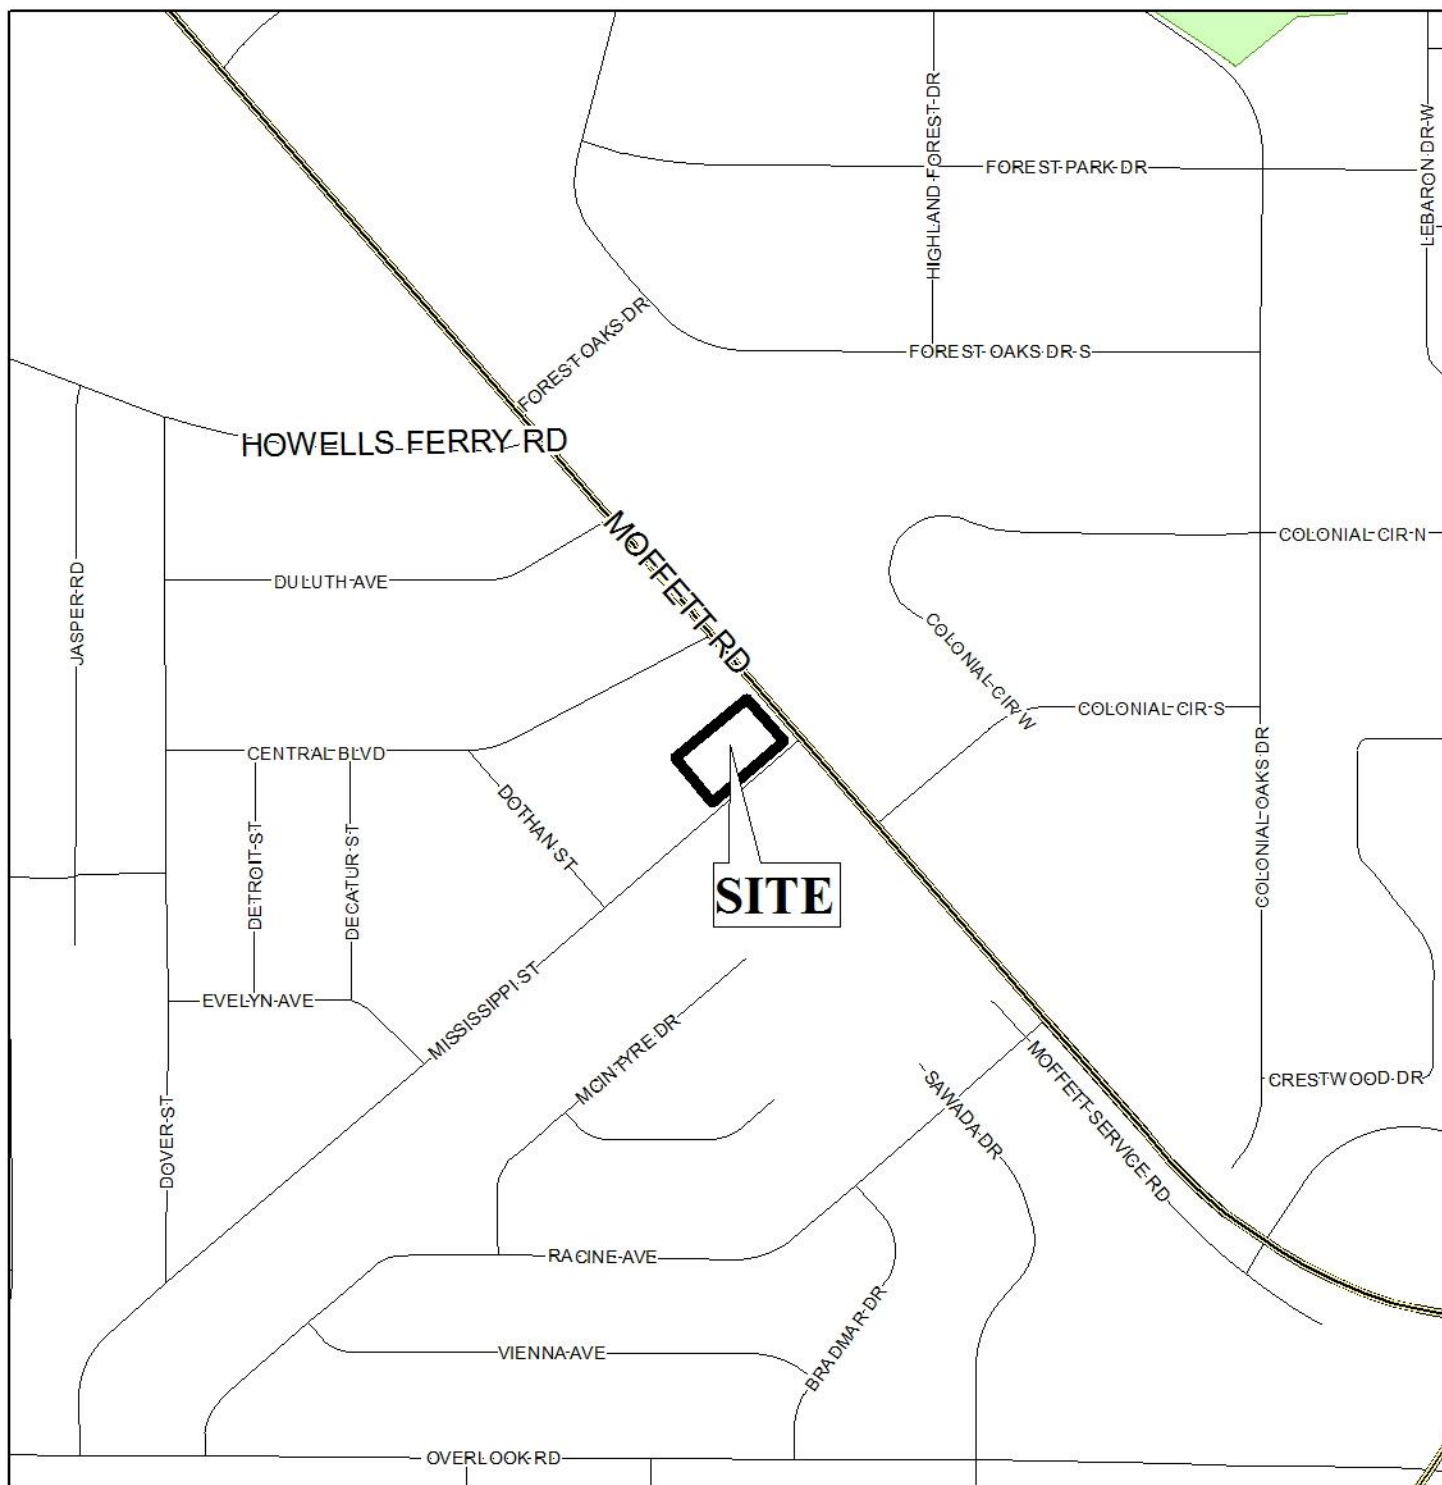 HIGHLAND FOREST DR
LEBARON DR W
FOREST PARK DR
FOREST OAKS DR
FOREST OAKS DR S
HOWELLS FERRY RD
MOFFETT RD
COLONIAL CIR N
JASPER RD
DULUTH AVE
COLONIAL CIR W
COLONIAL CIR S
CENTRAL BLVD
COLONIAL OAKS DR
DOTHAN ST
DETROIT ST
DECATUR ST
SITE
EVELYN AVE
MISSISSIPPI ST
MCINTYRE DR
MOFFETT SERVICE RD
SAWADA DR
CRESTWOOD DR
DOVER ST
RACINE AVE
BRADMAR DR
VIENNA AVE
OVERLOOK RD